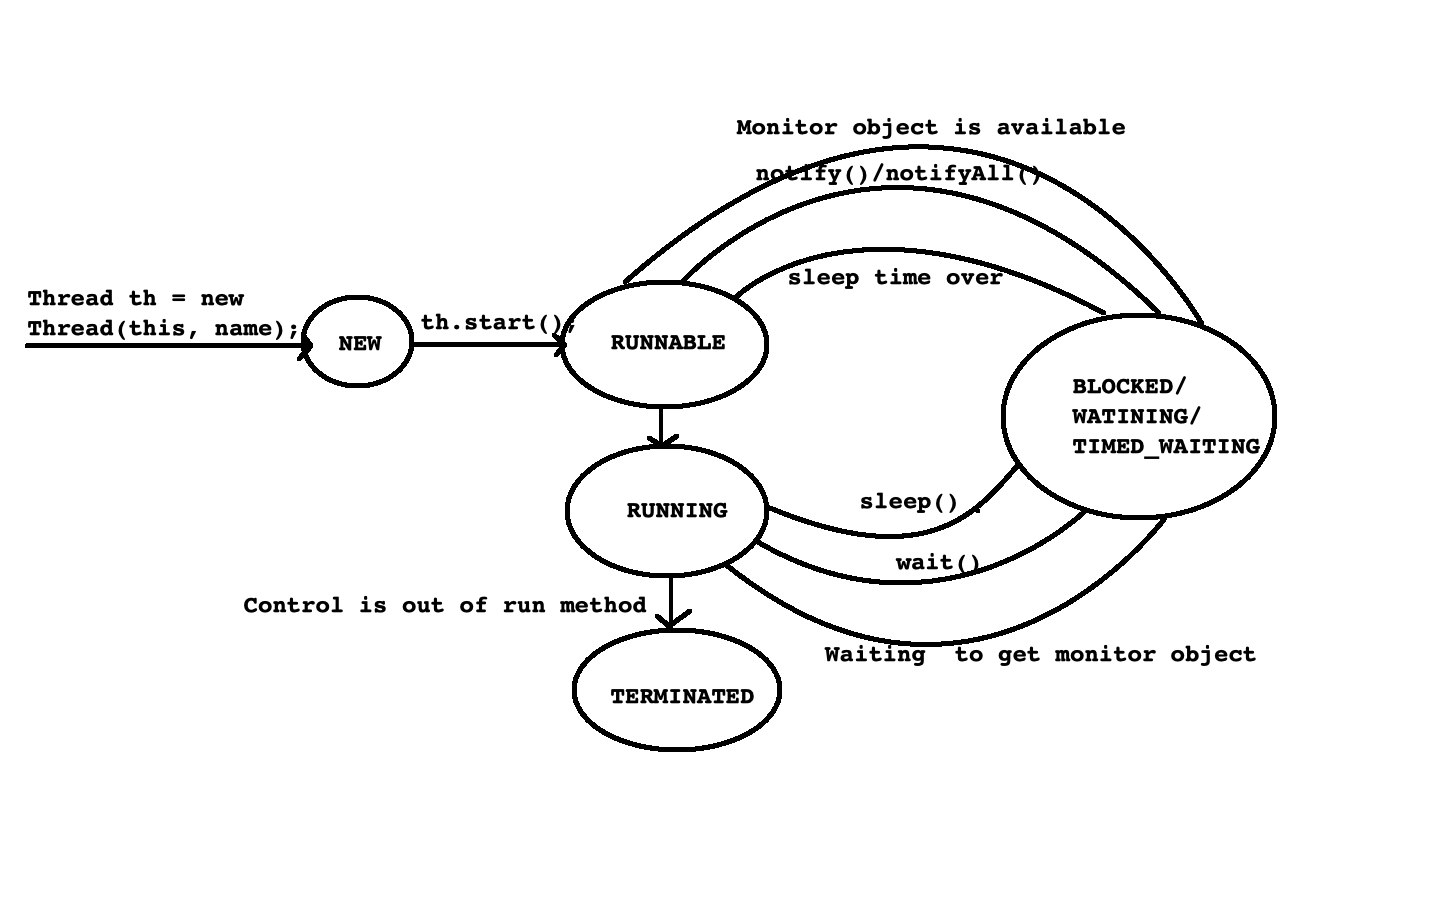 Monitor object is available
notify()/notifyAll()
sleep time over
Thread th = new
Thread(this, name);
th.start();
NEW
RUNNABLE
BLOCKED/
WATINING/
TIMED_WAITING
sleep()
RUNNING
wait()
Control is out of run method
Waiting  to get monitor object
TERMINATED